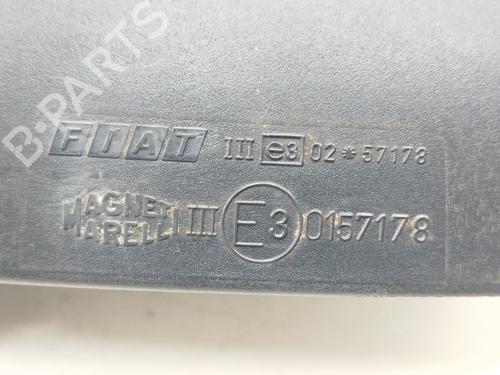 B-PARTS
FIAT III e3 02*57178
MAGNETI MARELLI III E3 0157178